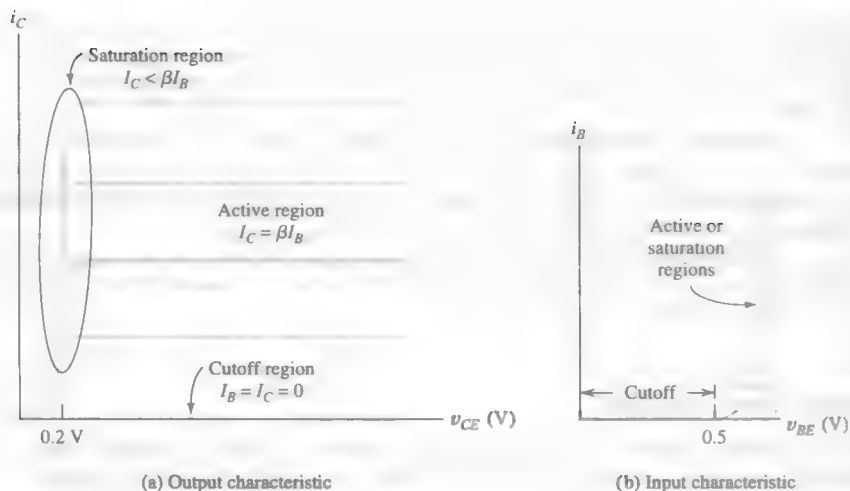 i_C
Saturation region
I_C < βI_B
Active region
I_C = βI_B
Cutoff region
I_B = I_C = 0
v_CE (V)
0.2 V
(a) Output characteristic
i_B
Active or
saturation
regions
Cutoff
0.5
v_BE (V)
(b) Input characteristic